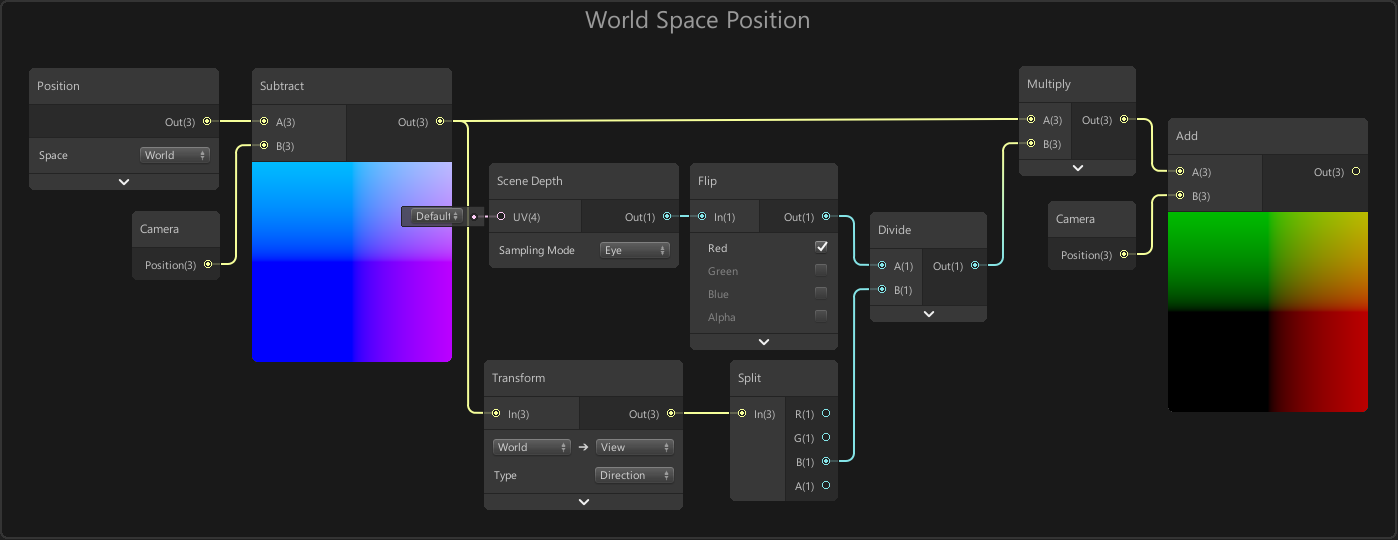 World Space Position
Position
Out(3)
Space
World
Camera
Position(3)
Subtract
A(3)
Out(3)
B(3)
Default
Scene Depth
UV(4)
Out(1)
Sampling Mode
Eye
Flip
In(1)
Out(1)
Red
Green
Blue
Alpha
Transform
In(3)
Out(3)
World
View
Type
Direction
Split
In(3)
R(1)
G(1)
B(1)
A(1)
Divide
A(1)
Out(1)
B(1)
Multiply
A(3)
Out(3)
B(3)
Camera
Position(3)
Add
A(3)
Out(3)
B(3)